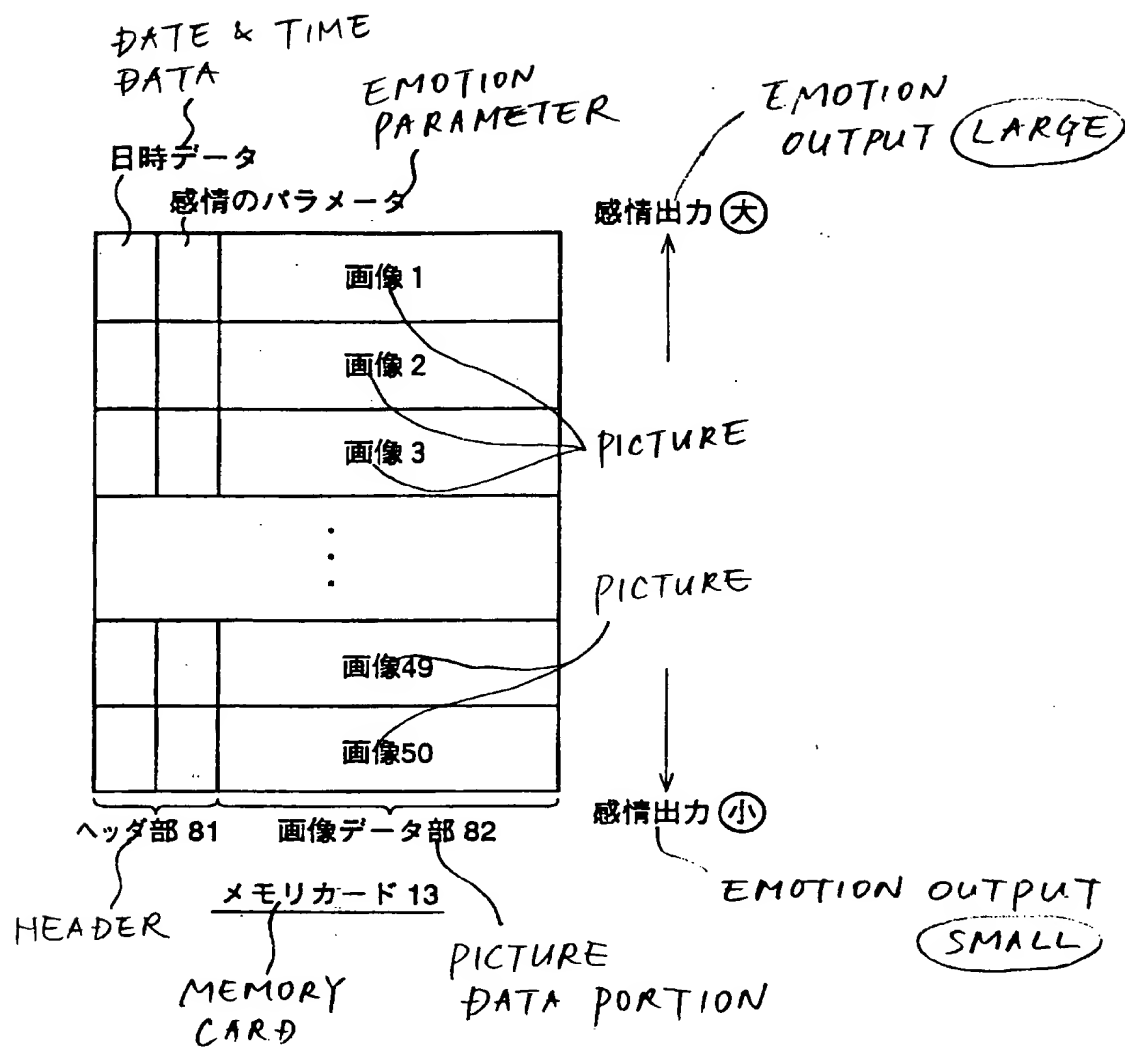 DATE & TIME
DATA
EMOTION
PARAMETER
EMOTION
OUTPUT LARGE
日時データ
感情のパラメータ
感情出力 大
画像 1
画像 2
画像 3
PICTURE
PICTURE
画像49
画像50
感情出力 小
ヘッダ部 81
画像データ部 82
EMOTION OUTPUT
SMALL
メモリカード 13
HEADER
PICTURE
DATA PORTION
MEMORY
CARD